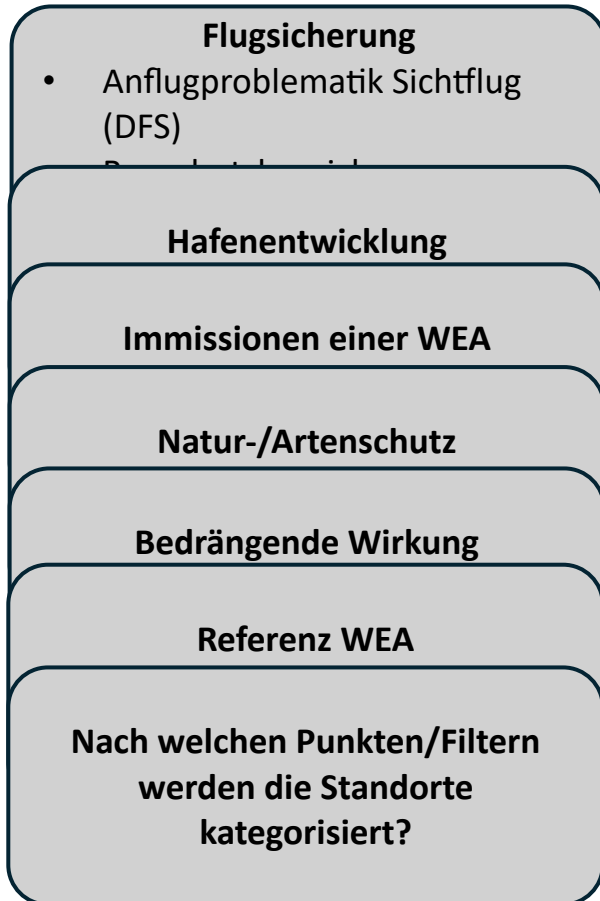 Flugsicherung
• Anflugproblematik Sichtflug
(DFS)
Hafenentwicklung
Immissionen einer WEA
Natur-/Artenschutz
Bedrängende Wirkung
Referenz WEA
Nach welchen Punkten/Filtern
werden die Standorte
kategorisiert?